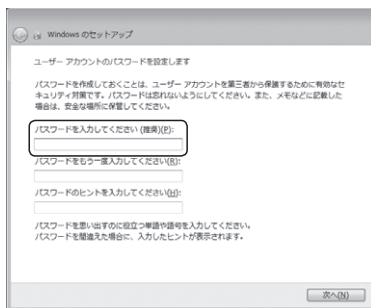 Windows のセットアップ
ユーザー アカウントのパスワードを設定します
パスワードを作成しておくことは、ユーザー アカウントを第三者から保護するために有効なセ
キュリティ対策です。パスワードは忘れないようにしてください。また、メモなどに記載した
場合は、安全な場所に保管してください。
パスワードを入力してください (推奨)(P):
パスワードをもう一度入力してください(R):
パスワードのヒントを入力してください(H):
パスワードを思い出すのに役立つ単語や語句を入力してください。
パスワードを間違えた場合に、入力したヒントが表示されます。
次へ(N)